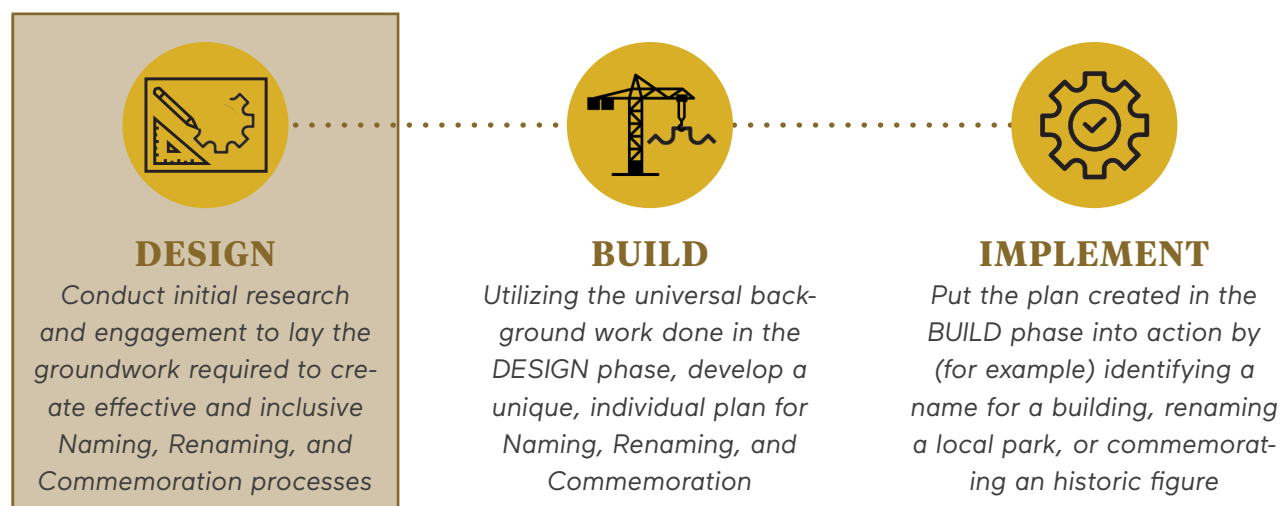 DESIGN
Conduct initial research
and engagement to lay the
groundwork required to cre-
ate effective and inclusive
Naming, Renaming, and
Commemoration processes
BUILD
Utilizing the universal back-
ground work done in the
DESIGN phase, develop a
unique, individual plan for
Naming, Renaming, and
Commemoration
IMPLEMENT
Put the plan created in the
BUILD phase into action by
(for example) identifying a
name for a building, renaming
a local park, or commemorat-
ing an historic figure